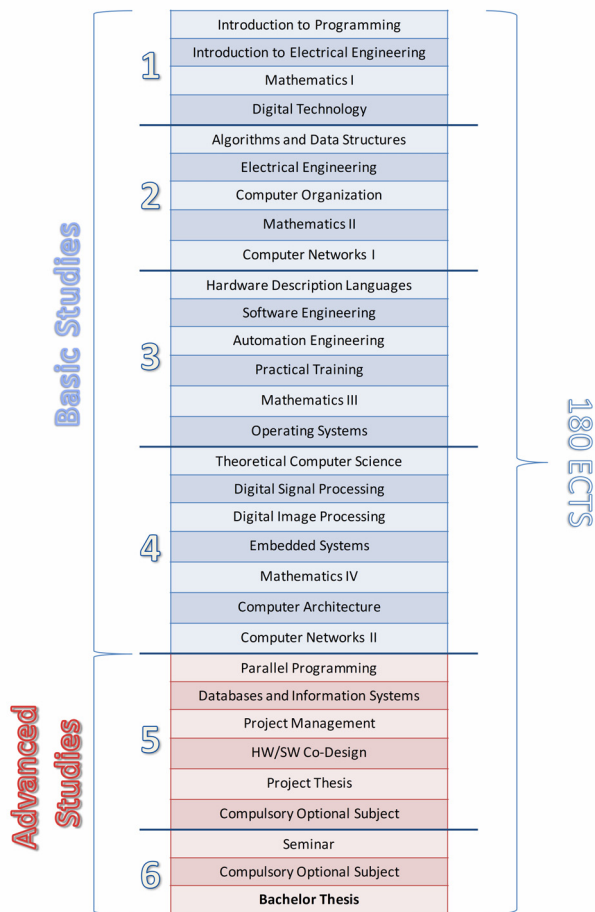 Basic Studies
1
Introduction to Programming
Introduction to Electrical Engineering
Mathematics I
Digital Technology
2
Algorithms and Data Structures
Electrical Engineering
Computer Organization
Mathematics II
Computer Networks I
3
Hardware Description Languages
Software Engineering
Automation Engineering
Practical Training
Mathematics III
Operating Systems
4
Theoretical Computer Science
Digital Signal Processing
Digital Image Processing
Embedded Systems
Mathematics IV
Computer Architecture
Computer Networks II
Advanced
Studies
5
Parallel Programming
Databases and Information Systems
Project Management
HW/SW Co-Design
Project Thesis
Compulsory Optional Subject
6
Seminar
Compulsory Optional Subject
Bachelor Thesis
180 ECTS